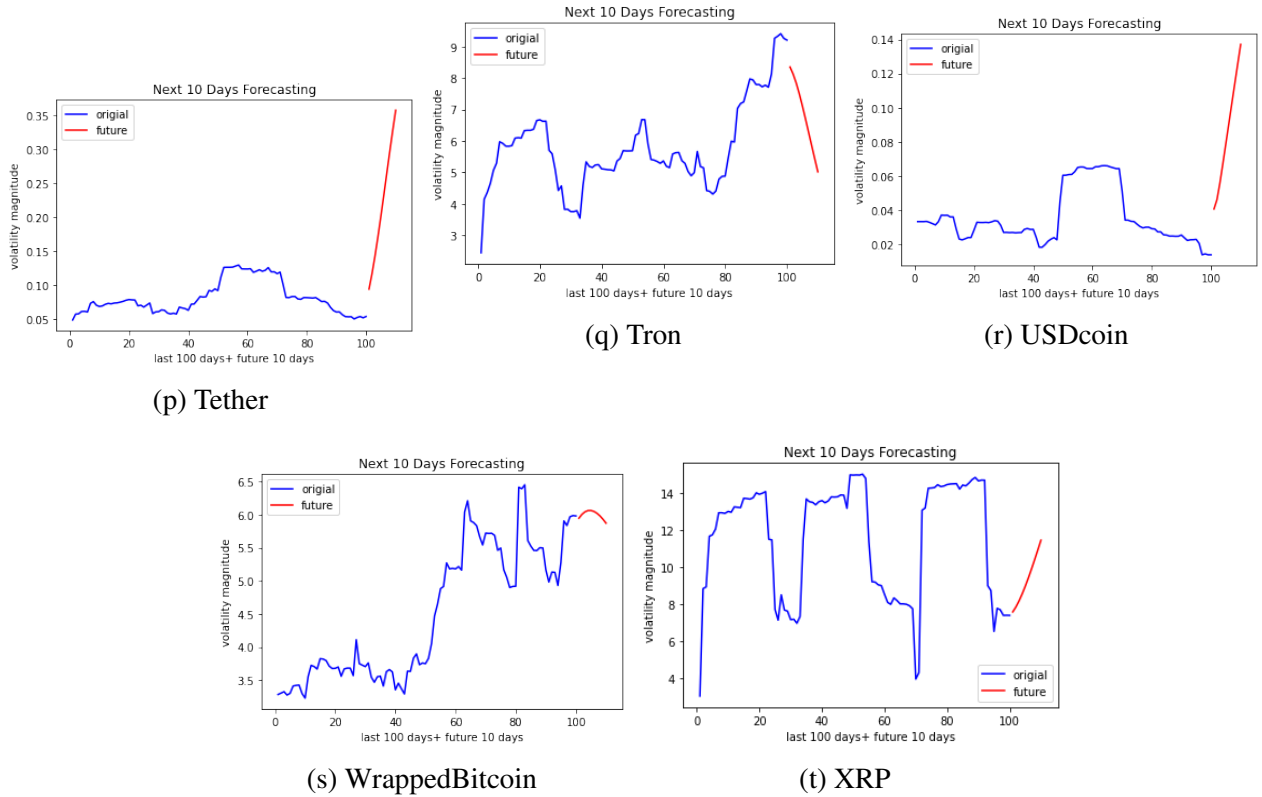 Next 10 Days Forecasting
origial
future
volatility magnitude
0.35
0.30
0.25
0.20
0.15
0.10
0.05
0 20 40 60 80 100
last 100 days+ future 10 days
(p) Tether
Next 10 Days Forecasting
origial
future
volatility magnitude
9
8
7
6
5
4
3
0 20 40 60 80 100
last 100 days+ future 10 days
(q) Tron
Next 10 Days Forecasting
origial
future
volatility magnitude
0.14
0.12
0.10
0.08
0.06
0.04
0.02
0 20 40 60 80 100
last 100 days+ future 10 days
(r) USDcoin
Next 10 Days Forecasting
origial
future
volatility magnitude
6.5
6.0
5.5
5.0
4.5
4.0
3.5
0 20 40 60 80 100
last 100 days+ future 10 days
(s) WrappedBitcoin
Next 10 Days Forecasting
volatility magnitude
14
12
10
8
6
4
origial
future
0 20 40 60 80 100
last 100 days+ future 10 days
(t) XRP